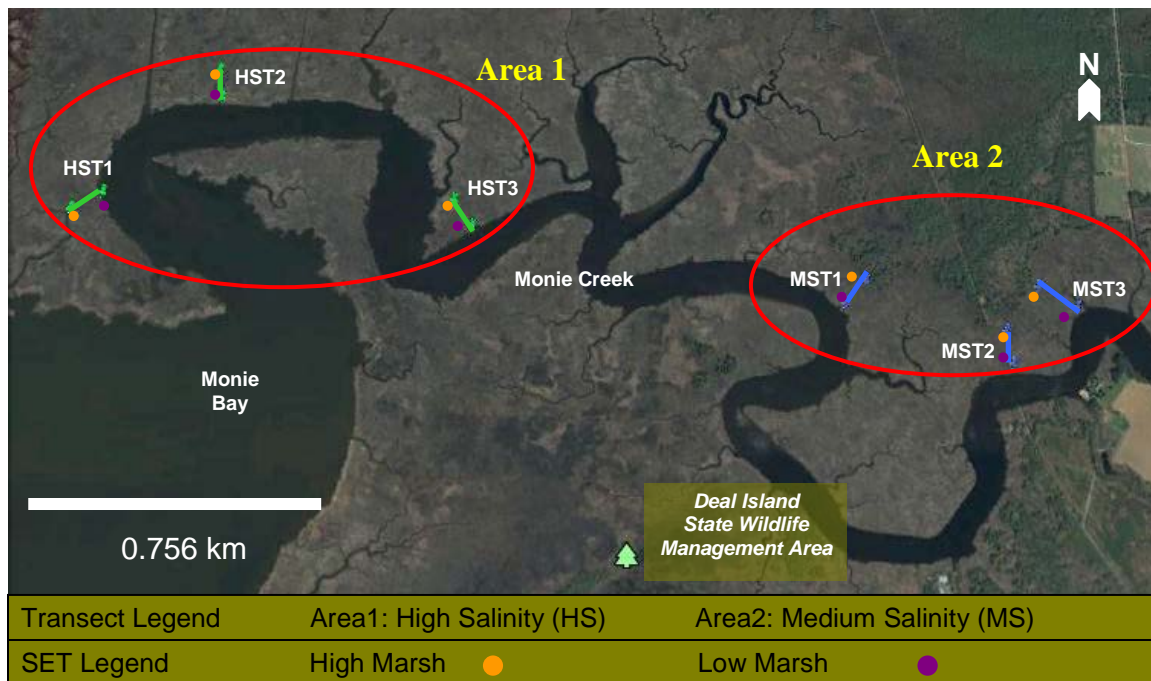 Area 1
N
HST2
HST1
HST3
Area 2
Monie Creek
MST1
MST3
MST2
Monie
Bay
0.756 km
Deal Island
State Wildlife
Management Area
Transect Legend Area1: High Salinity (HS) Area2: Medium Salinity (MS)
SET Legend High Marsh Low Marsh